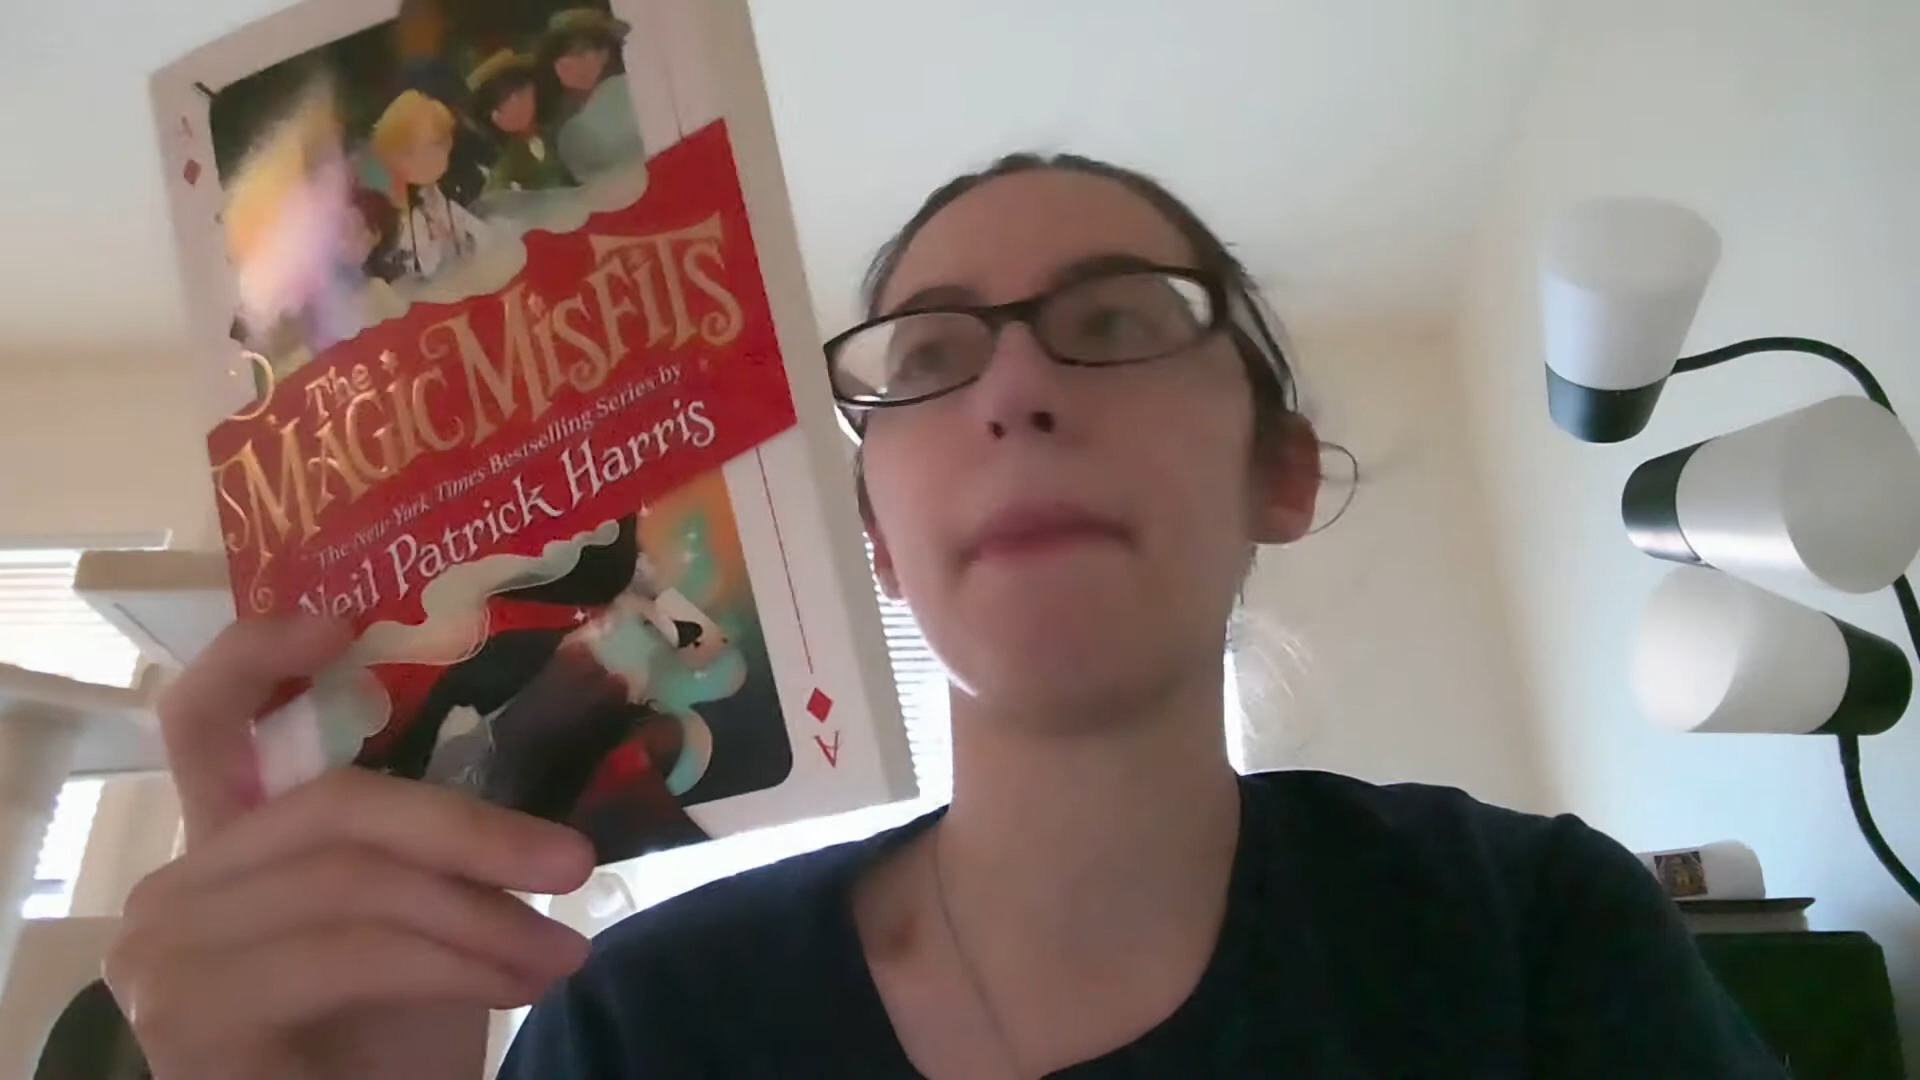 A
The
MAGIC MISFITS
The New York Times Bestselling Series by
Neil Patrick Harris
A